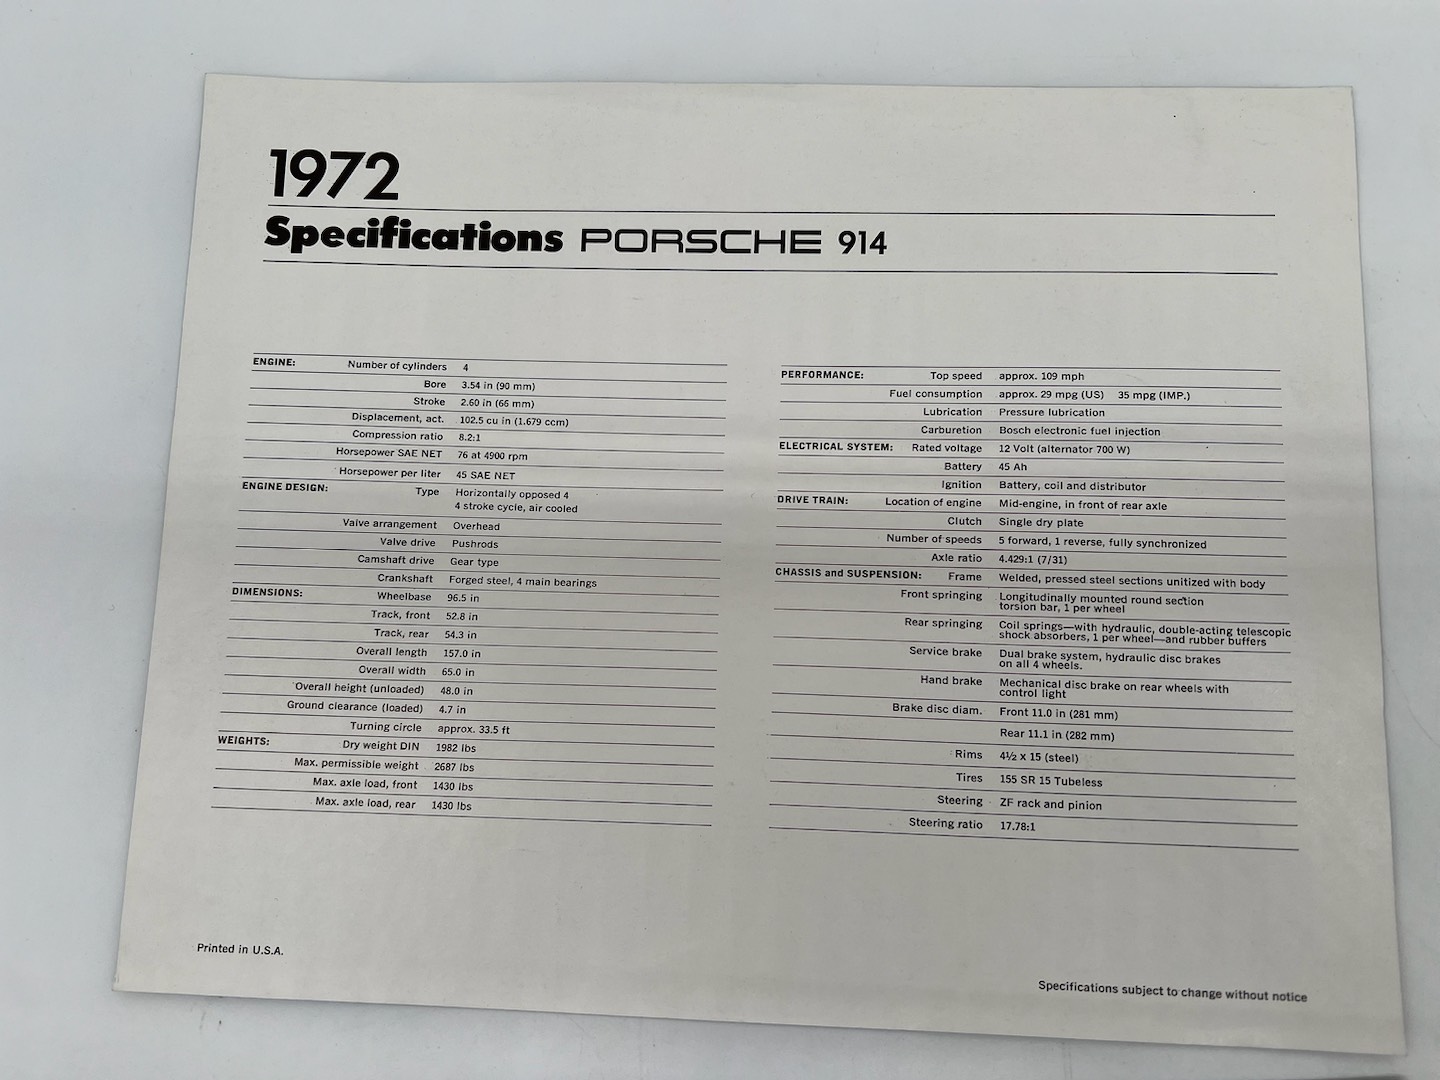 1972
Specifications PORSCHE 914
ENGINE: Number of cylinders 4
Bore 3.54 in (90 mm)
Stroke 2.60 in (66 mm)
Displacement, act. 102.5 cu in (1.679 ccm)
Compression ratio 8.2:1
Horsepower SAE NET 76 at 4900 rpm
Horsepower per liter 45 SAE NET
ENGINE DESIGN: Type Horizontally opposed 4
4 stroke cycle, air cooled
Valve arrangement Overhead
Valve drive Pushrods
Camshaft drive Gear type
Crankshaft Forged steel, 4 main bearings
DIMENSIONS: Wheelbase 96.5 in
Track, front 52.8 in
Track, rear 54.3 in
Overall length 157.0 in
Overall width 65.0 in
Overall height (unloaded) 48.0 in
Ground clearance (loaded) 4.7 in
Turning circle approx. 33.5 ft
WEIGHTS: Dry weight DIN 1982 lbs
Max. permissible weight 2687 lbs
Max. axle load, front 1430 lbs
Max. axle load, rear 1430 lbs
PERFORMANCE: Top speed approx. 109 mph
Fuel consumption approx. 29 mpg (US) 35 mpg (IMP.)
Lubrication Pressure lubrication
Carburetion Bosch electronic fuel injection
ELECTRICAL SYSTEM: Rated voltage 12 Volt (alternator 700 W)
Battery 45 Ah
Ignition Battery, coil and distributor
DRIVE TRAIN: Location of engine Mid-engine, in front of rear axle
Clutch Single dry plate
Number of speeds 5 forward, 1 reverse, fully synchronized
Axle ratio 4.429:1 (7/31)
CHASSIS and SUSPENSION: Frame Welded, pressed steel sections unitized with body
Front springing Longitudinally mounted round section
torsion bar, 1 per wheel
Rear springing Coil springs—with hydraulic, double-acting telescopic
shock absorbers, 1 per wheel—and rubber buffers
Service brake Dual brake system, hydraulic disc brakes
on all 4 wheels.
Hand brake Mechanical disc brake on rear wheels with
control light
Brake disc diam. Front 11.0 in (281 mm)
Rear 11.1 in (282 mm)
Rims 4½ x 15 (steel)
Tires 155 SR 15 Tubeless
Steering ZF rack and pinion
Steering ratio 17.78:1
Printed in U.S.A.
Specifications subject to change without notice